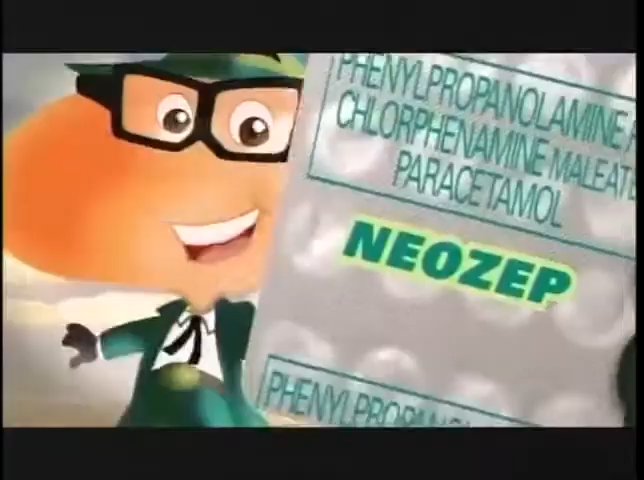 PHENYLPROPANOLAMINE
CHLORPHENAMINE MALEATE
PARACETAMOL
NEOZEP